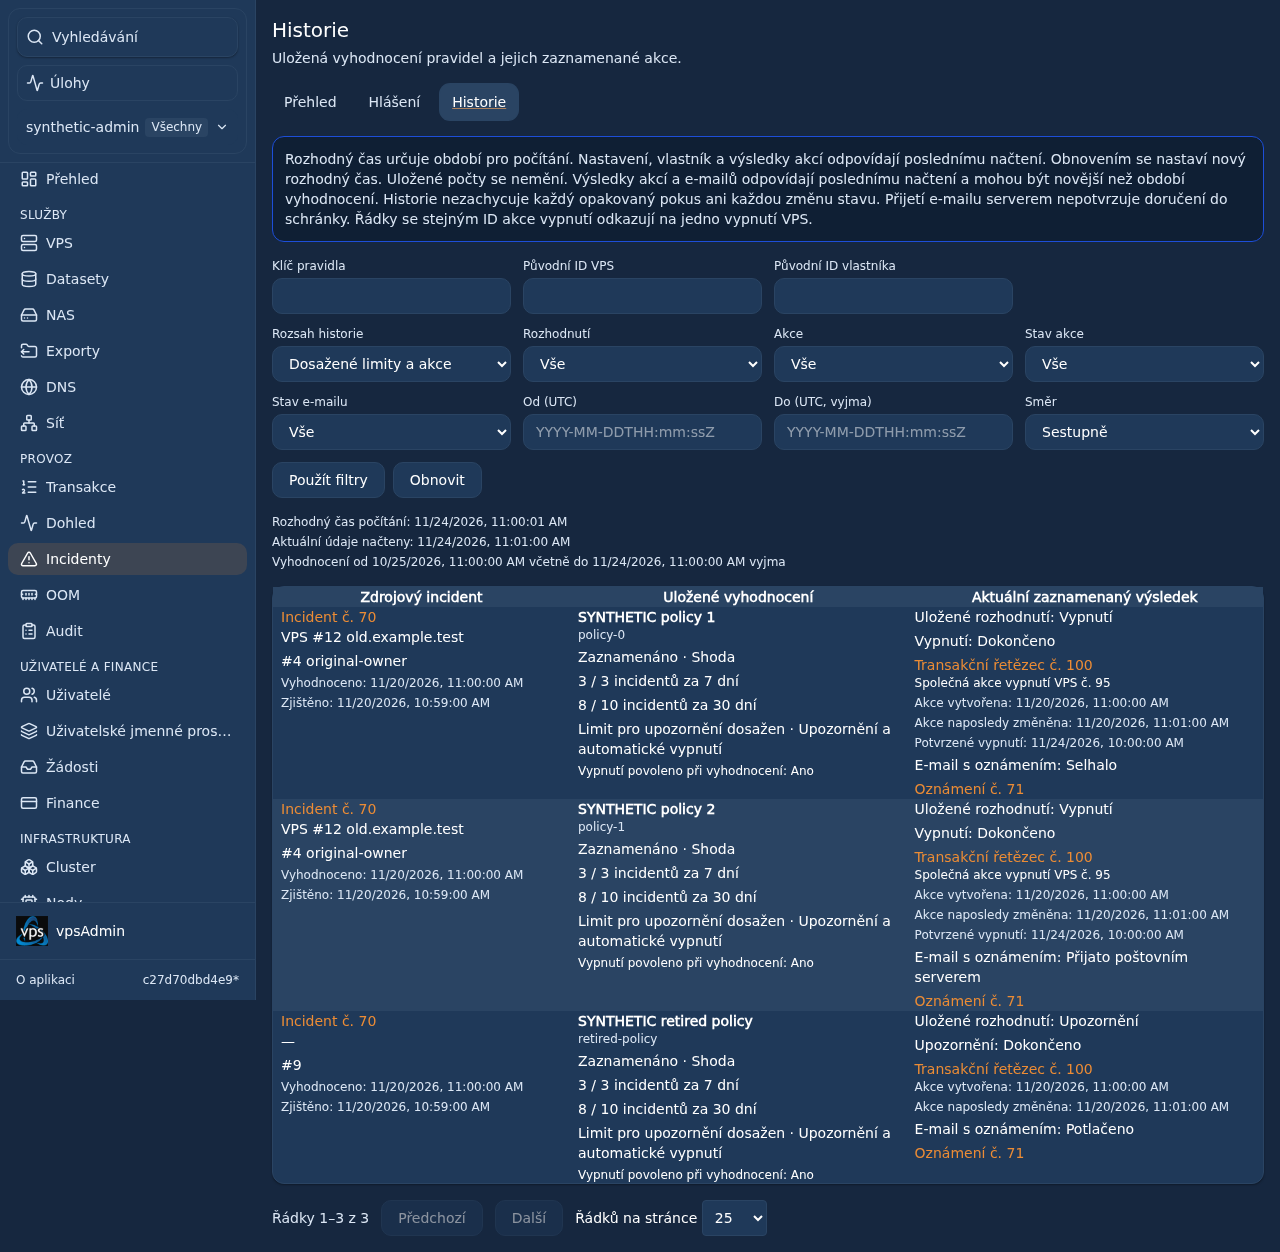 Vyhledávání
Úlohy
synthetic-admin Všechny
Přehled
SLUŽBY
VPS
Datasety
NAS
Exporty
DNS
Síť
PROVOZ
Transakce
Dohled
Incidenty
OOM
Audit
UŽIVATELÉ A FINANCE
Uživatelé
Uživatelské jmenné pros…
Žádosti
Finance
INFRASTRUKTURA
Cluster
Nody
vpsAdmin
O aplikaci c27d70dbd4e9*
Historie
Uložená vyhodnocení pravidel a jejich zaznamenané akce.
Přehled Hlášení Historie
Rozhodný čas určuje období pro počítání. Nastavení, vlastník a výsledky akcí odpovídají poslednímu načtení. Obnovením se nastaví nový
rozhodný čas. Uložené počty se nemění. Výsledky akcí a e-mailů odpovídají poslednímu načtení a mohou být novější než období
vyhodnocení. Historie nezachycuje každý opakovaný pokus ani každou změnu stavu. Přijetí e-mailu serverem nepotvrzuje doručení do
schránky. Řádky se stejným ID akce vypnutí odkazují na jedno vypnutí VPS.
Klíč pravidla Původní ID VPS Původní ID vlastníka
Rozsah historie Rozhodnutí Akce Stav akce
Dosažené limity a akce Vše Vše Vše
Stav e-mailu Od (UTC) Do (UTC, vyjma) Směr
Vše YYYY-MM-DDTHH:mm:ssZ YYYY-MM-DDTHH:mm:ssZ Sestupně
Použít filtry Obnovit
Rozhodný čas počítání: 11/24/2026, 11:00:01 AM
Aktuální údaje načteny: 11/24/2026, 11:01:00 AM
Vyhodnocení od 10/25/2026, 11:00:00 AM včetně do 11/24/2026, 11:00:00 AM vyjma
Zdrojový incident Uložené vyhodnocení Aktuální zaznamenaný výsledek
Incident č. 70
VPS #12 old.example.test
#4 original-owner
Vyhodnoceno: 11/20/2026, 11:00:00 AM
Zjištěno: 11/20/2026, 10:59:00 AM
SYNTHETIC policy 1
policy-0
Zaznamenáno · Shoda
3 / 3 incidentů za 7 dní
8 / 10 incidentů za 30 dní
Limit pro upozornění dosažen · Upozornění a
automatické vypnutí
Vypnutí povoleno při vyhodnocení: Ano
Uložené rozhodnutí: Vypnutí
Vypnutí: Dokončeno
Transakční řetězec č. 100
Společná akce vypnutí VPS č. 95
Akce vytvořena: 11/20/2026, 11:00:00 AM
Akce naposledy změněna: 11/20/2026, 11:01:00 AM
Potvrzené vypnutí: 11/24/2026, 10:00:00 AM
E-mail s oznámením: Selhalo
Oznámení č. 71
Incident č. 70
VPS #12 old.example.test
#4 original-owner
Vyhodnoceno: 11/20/2026, 11:00:00 AM
Zjištěno: 11/20/2026, 10:59:00 AM
SYNTHETIC policy 2
policy-1
Zaznamenáno · Shoda
3 / 3 incidentů za 7 dní
8 / 10 incidentů za 30 dní
Limit pro upozornění dosažen · Upozornění a
automatické vypnutí
Vypnutí povoleno při vyhodnocení: Ano
Uložené rozhodnutí: Vypnutí
Vypnutí: Dokončeno
Transakční řetězec č. 100
Společná akce vypnutí VPS č. 95
Akce vytvořena: 11/20/2026, 11:00:00 AM
Akce naposledy změněna: 11/20/2026, 11:01:00 AM
Potvrzené vypnutí: 11/24/2026, 10:00:00 AM
E-mail s oznámením: Přijato poštovním
serverem
Oznámení č. 71
Incident č. 70
—
#9
Vyhodnoceno: 11/20/2026, 11:00:00 AM
Zjištěno: 11/20/2026, 10:59:00 AM
SYNTHETIC retired policy
retired-policy
Zaznamenáno · Shoda
3 / 3 incidentů za 7 dní
8 / 10 incidentů za 30 dní
Limit pro upozornění dosažen · Upozornění a
automatické vypnutí
Vypnutí povoleno při vyhodnocení: Ano
Uložené rozhodnutí: Upozornění
Upozornění: Dokončeno
Transakční řetězec č. 100
Akce vytvořena: 11/20/2026, 11:00:00 AM
Akce naposledy změněna: 11/20/2026, 11:01:00 AM
E-mail s oznámením: Potlačeno
Oznámení č. 71
Řádky 1–3 z 3 Předchozí Další Řádků na stránce 25